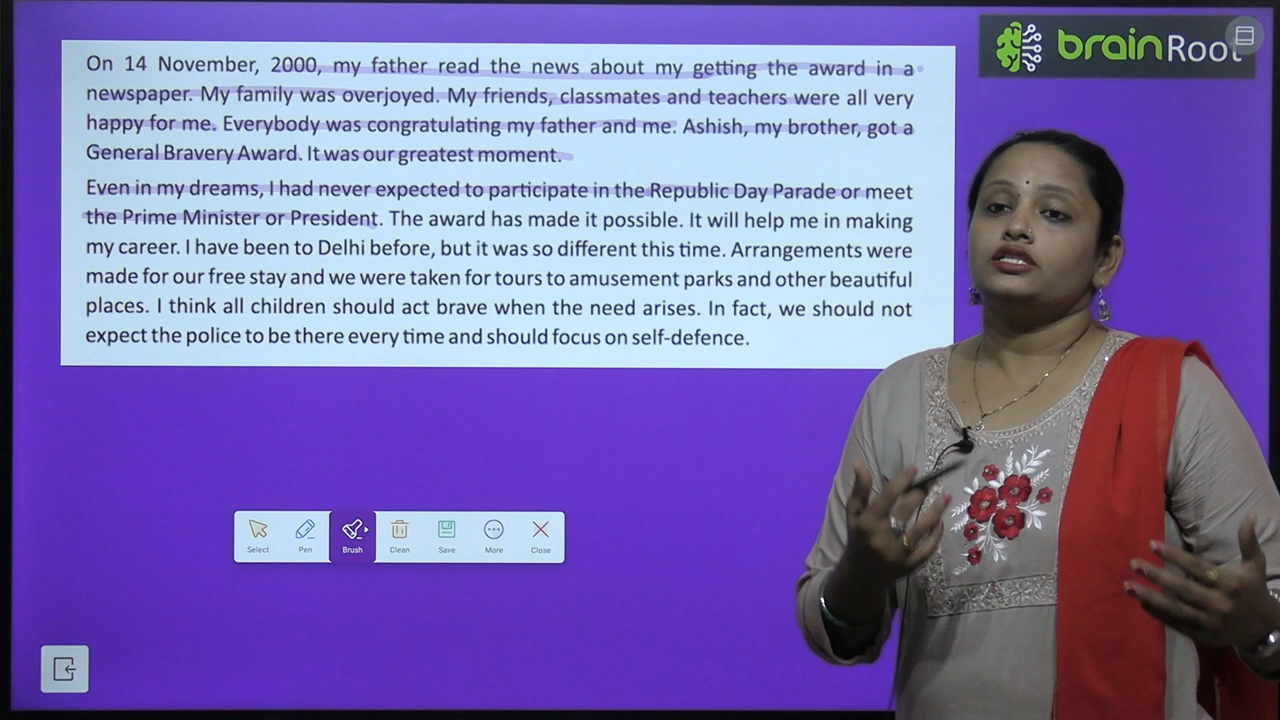 brainRoot
On 14 November, 2000, my father read the news about my getting the award in a
newspaper. My family was overjoyed. My friends, classmates and teachers were all very
happy for me. Everybody was congratulating my father and me. Ashish, my brother, got a
General Bravery Award. It was our greatest moment.
Even in my dreams, I had never expected to participate in the Republic Day Parade or meet
the Prime Minister or President. The award has made it possible. It will help me in making
my career. I have been to Delhi before, but it was so different this time. Arrangements were
made for our free stay and we were taken for tours to amusement parks and other beautiful
places. I think all children should act brave when the need arises. In fact, we should not
expect the police to be there every time and should focus on self-defence.
Select Pen Brush Clean Save More Close